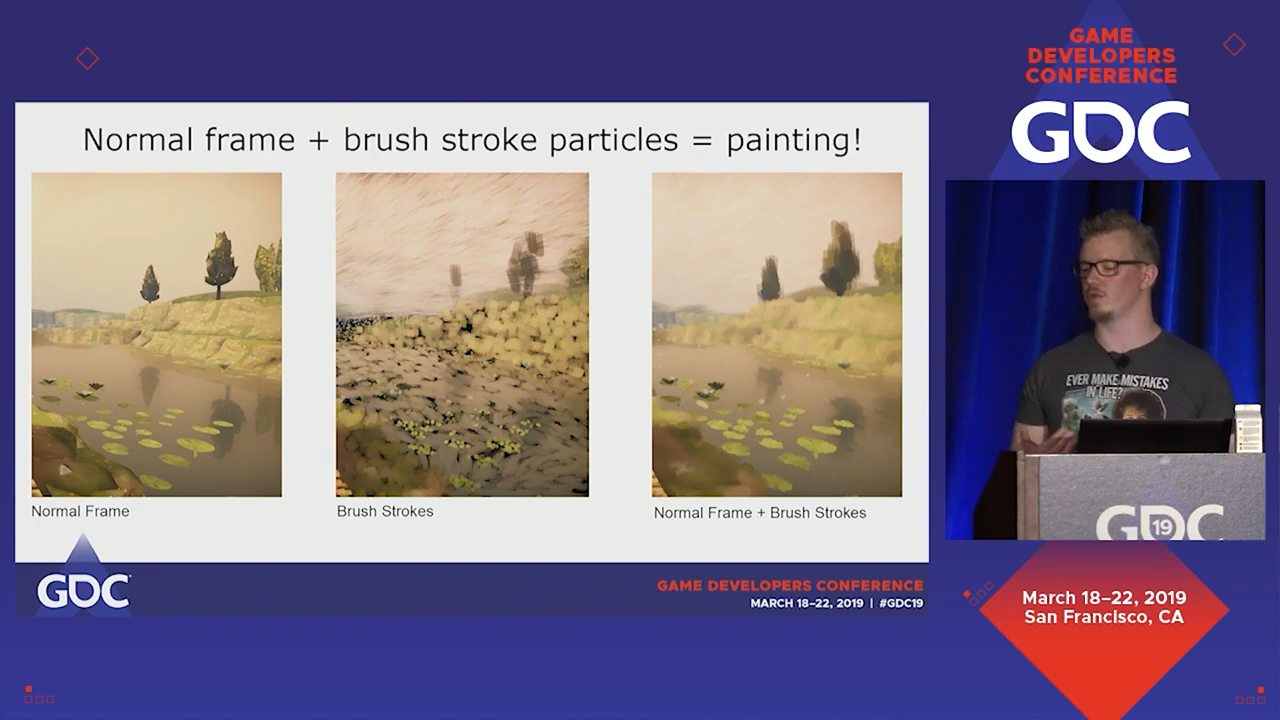 Normal frame + brush stroke particles = painting!
Normal Frame
Brush Strokes
Normal Frame + Brush Strokes
GDC
GAME DEVELOPERS CONFERENCE
MARCH 18–22, 2019 | #GDC19
GAME
DEVELOPERS
CONFERENCE
GDC
EVER MAKE MISTAKES
IN LIFE?
GDC
19
March 18–22, 2019
San Francisco, CA